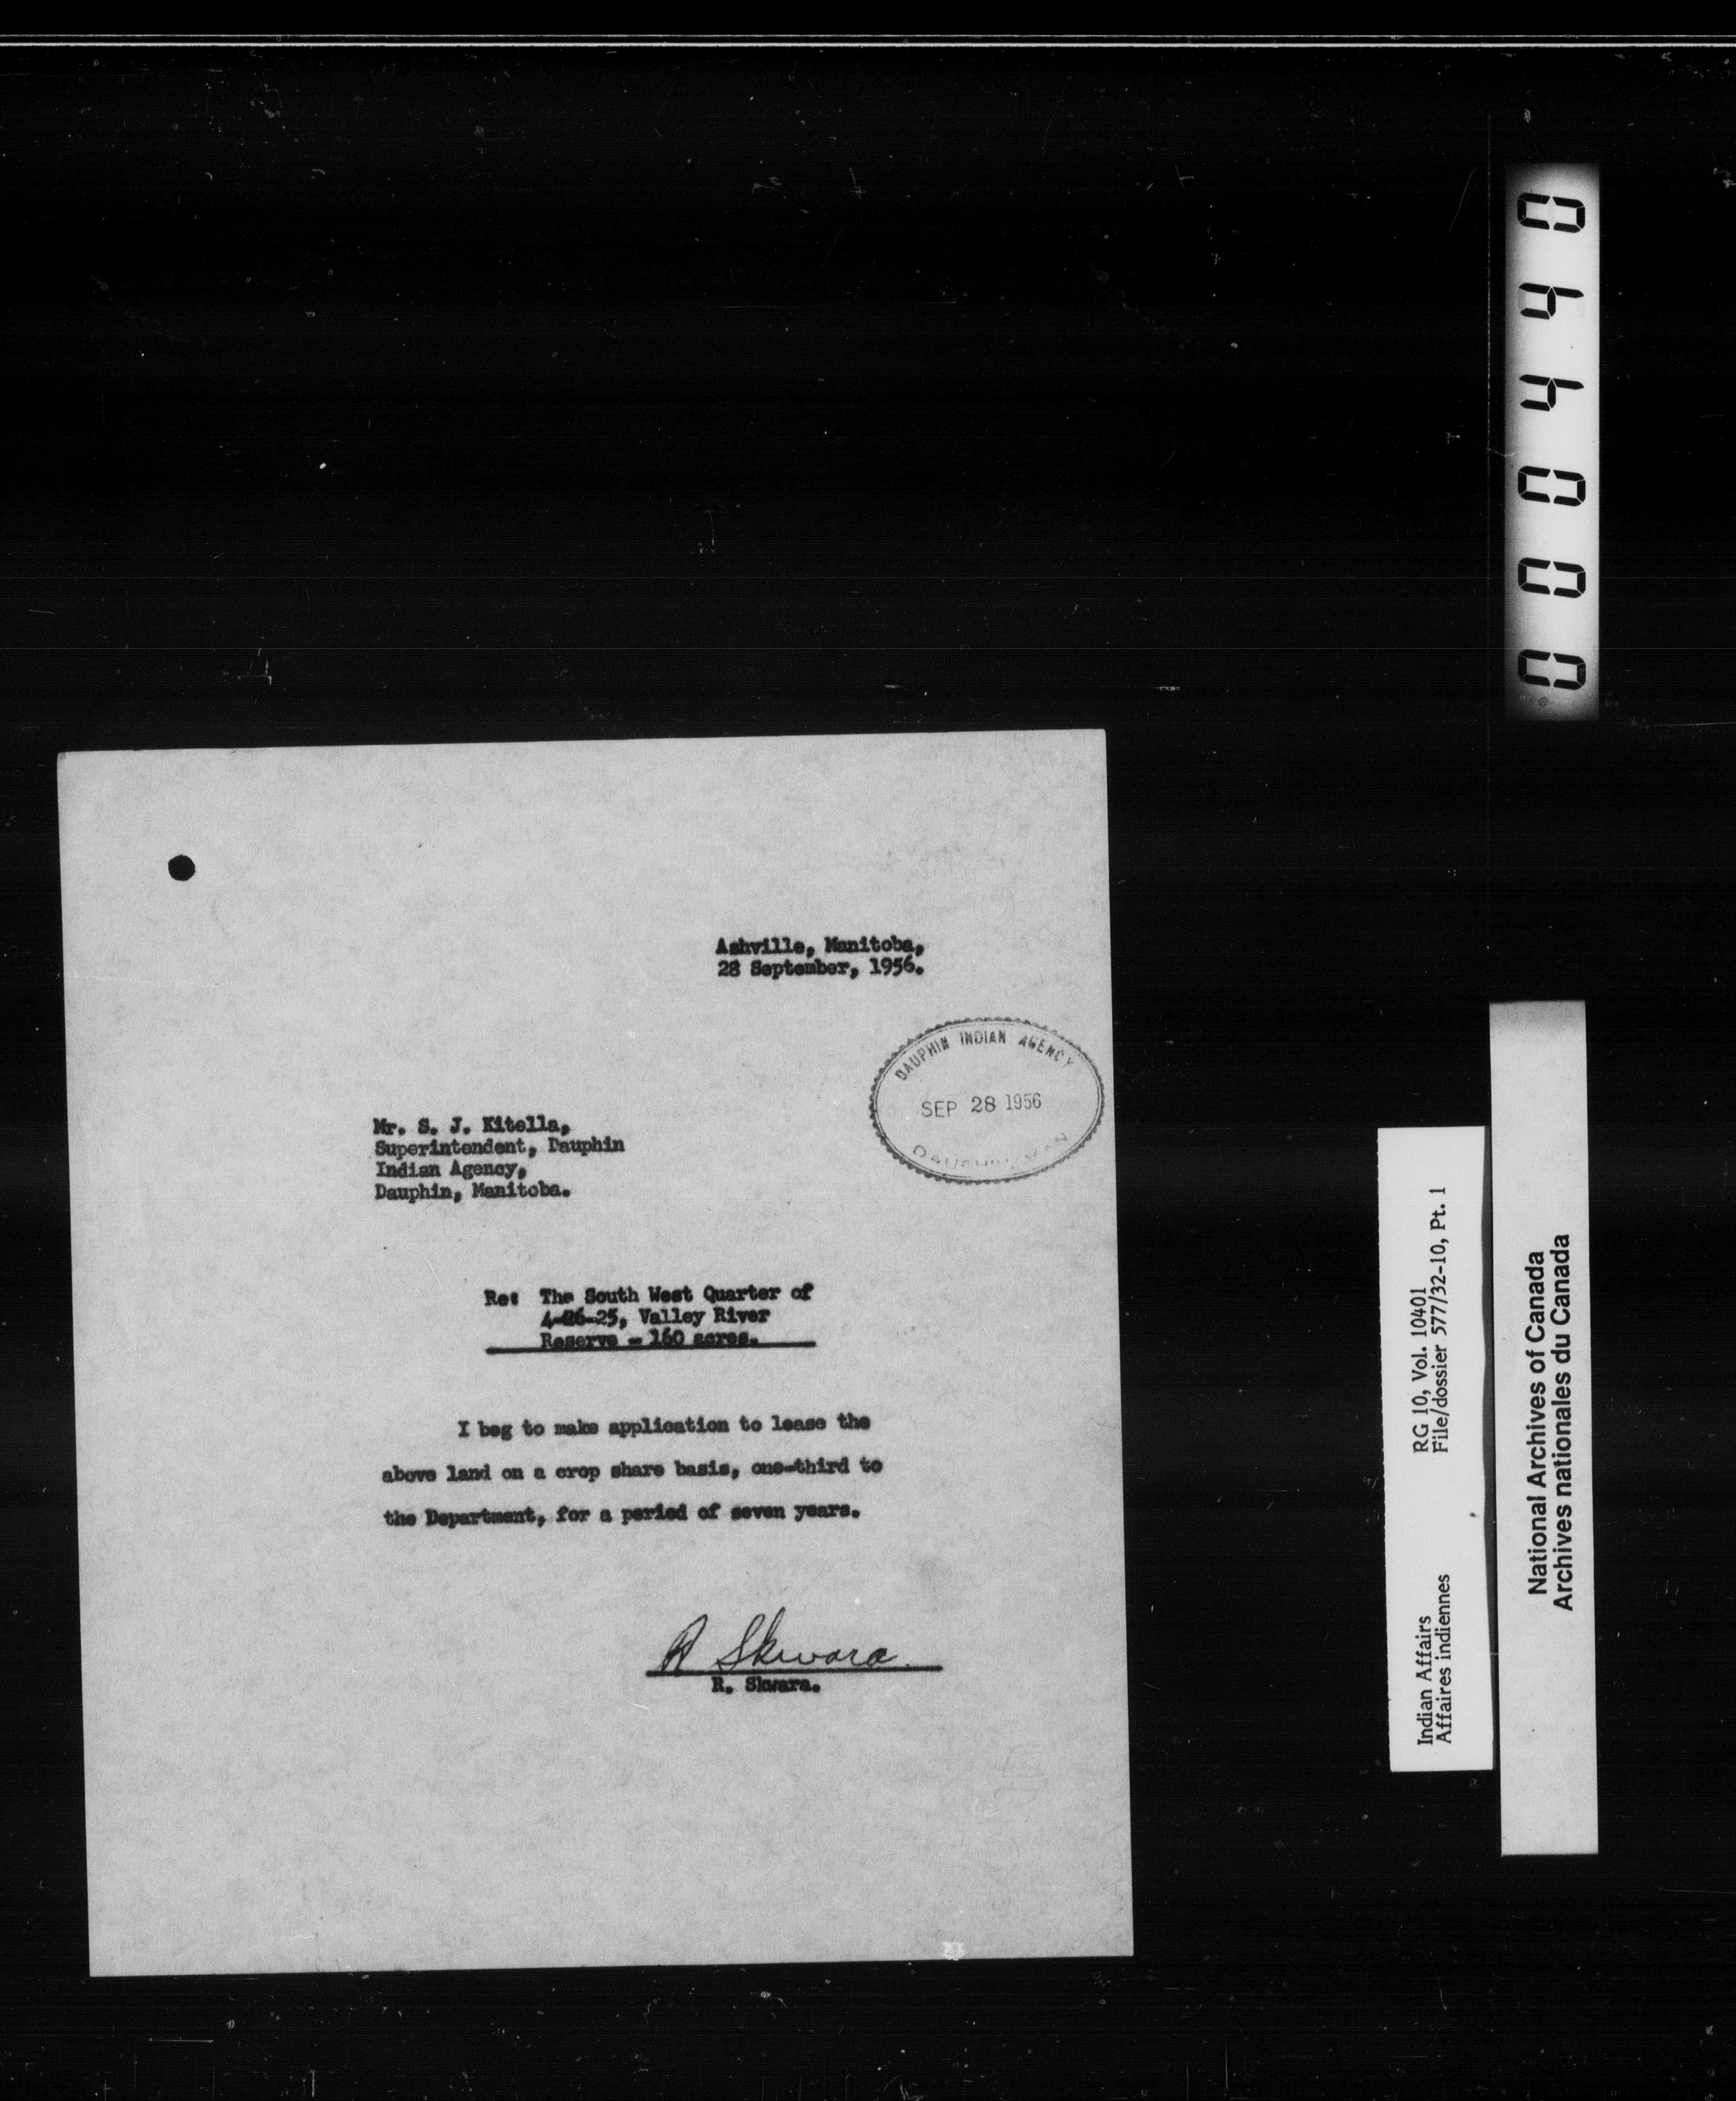 Ashville, Manitoba,
28 September, 1956.
DAUPHIN INDIAN AGENCY
SEP 28 1956
DAUPHIN, MAN
Mr. S. J. Kitella,
Superintendent, Dauphin
Indian Agency,
Dauphin, Manitoba.
Re: The South West Quarter of
4-26-25, Valley River
Reserve - 160 acres.
I beg to make application to lease the
above land on a crop share basis, one-third to
the Department, for a period of seven years.
R Skwara.
R. Skwara.
000440
Indian Affairs RG 10, Vol. 10401
Affaires indiennes File/dossier 577/32-10, Pt. 1
National Archives of Canada
Archives nationales du Canada